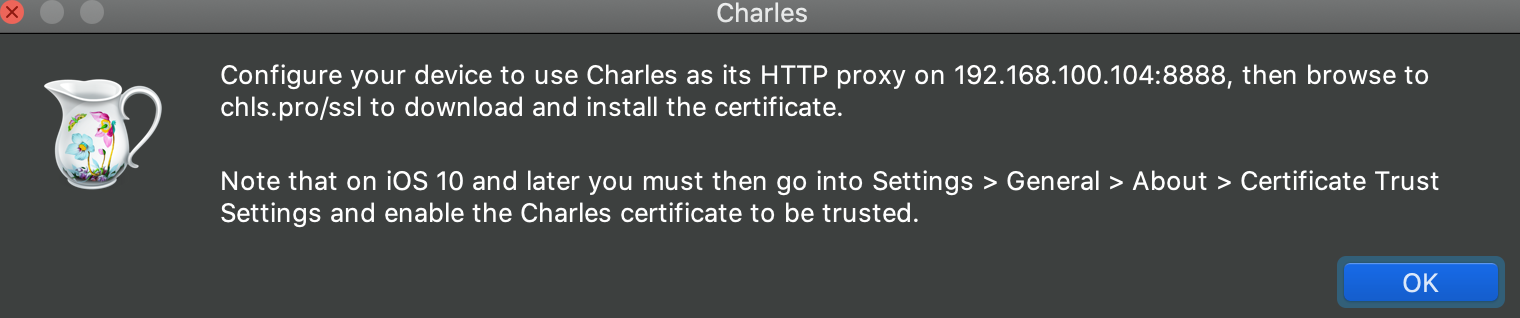 Charles
Configure your device to use Charles as its HTTP proxy on 192.168.100.104:8888, then browse to
chls.pro/ssl to download and install the certificate.
Note that on iOS 10 and later you must then go into Settings > General > About > Certificate Trust
Settings and enable the Charles certificate to be trusted.
OK